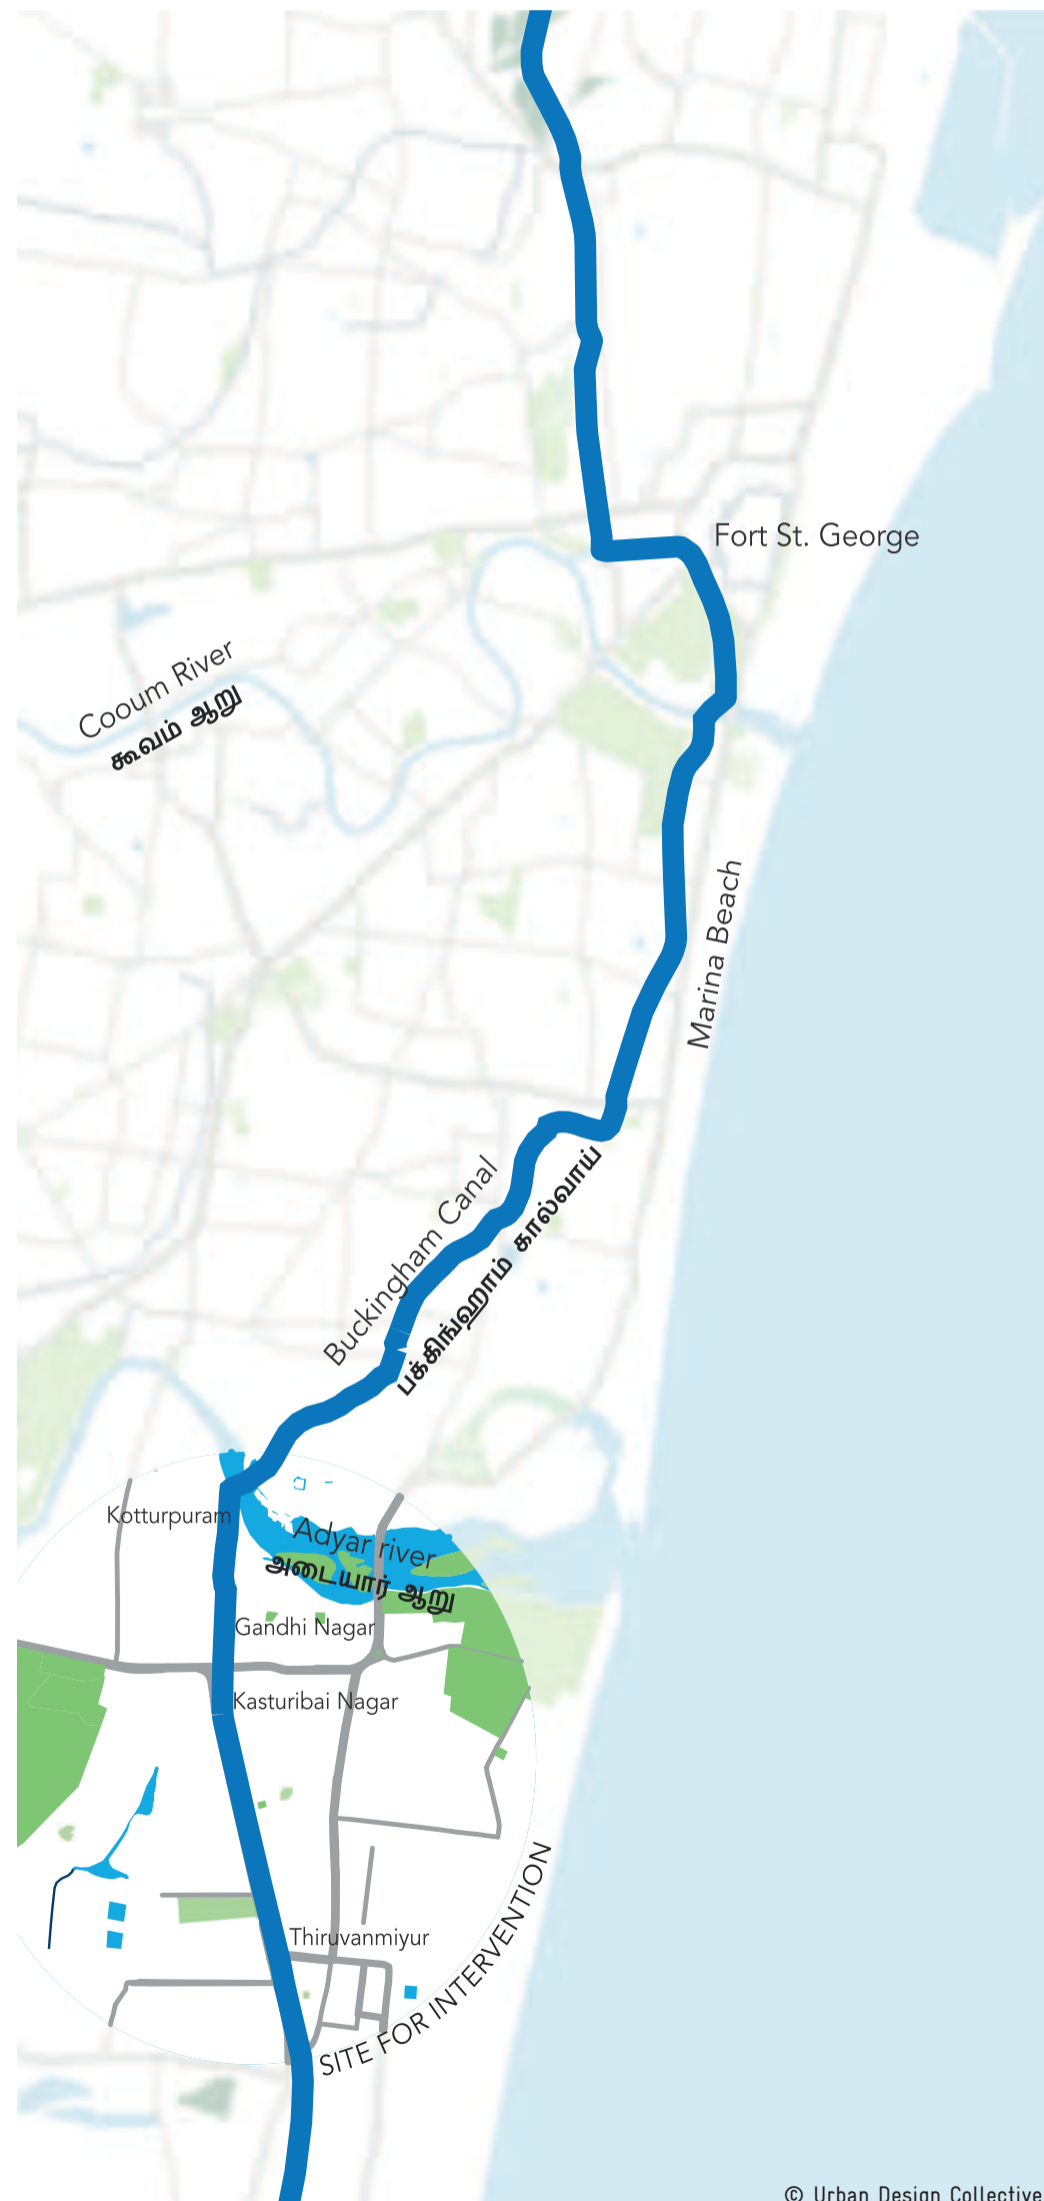 Fort St. George
Cooum River
கூவம் ஆறு
Marina Beach
Buckingham Canal
பக்கிங்ஹாம் கால்வாய்
Kotturpuram
Adyar river
அடையார் ஆறு
Gandhi Nagar
Kasturibai Nagar
Thiruvanmiyur
SITE FOR INTERVENTION
© Urban Design Collective